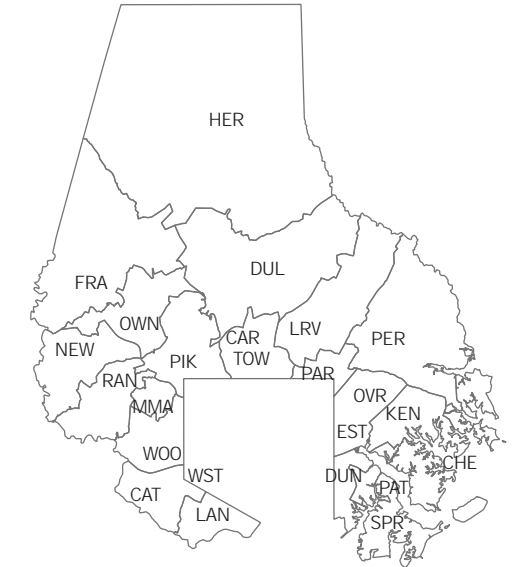 HER
DUL
FRA
OWN
LRV
CAR
PER
NEW
TOW
PIK
PAR
RAN
OVR
MMA
KEN
EST
WOO
CHE
WST
DUN
PAT
CAT
LAN
SPR